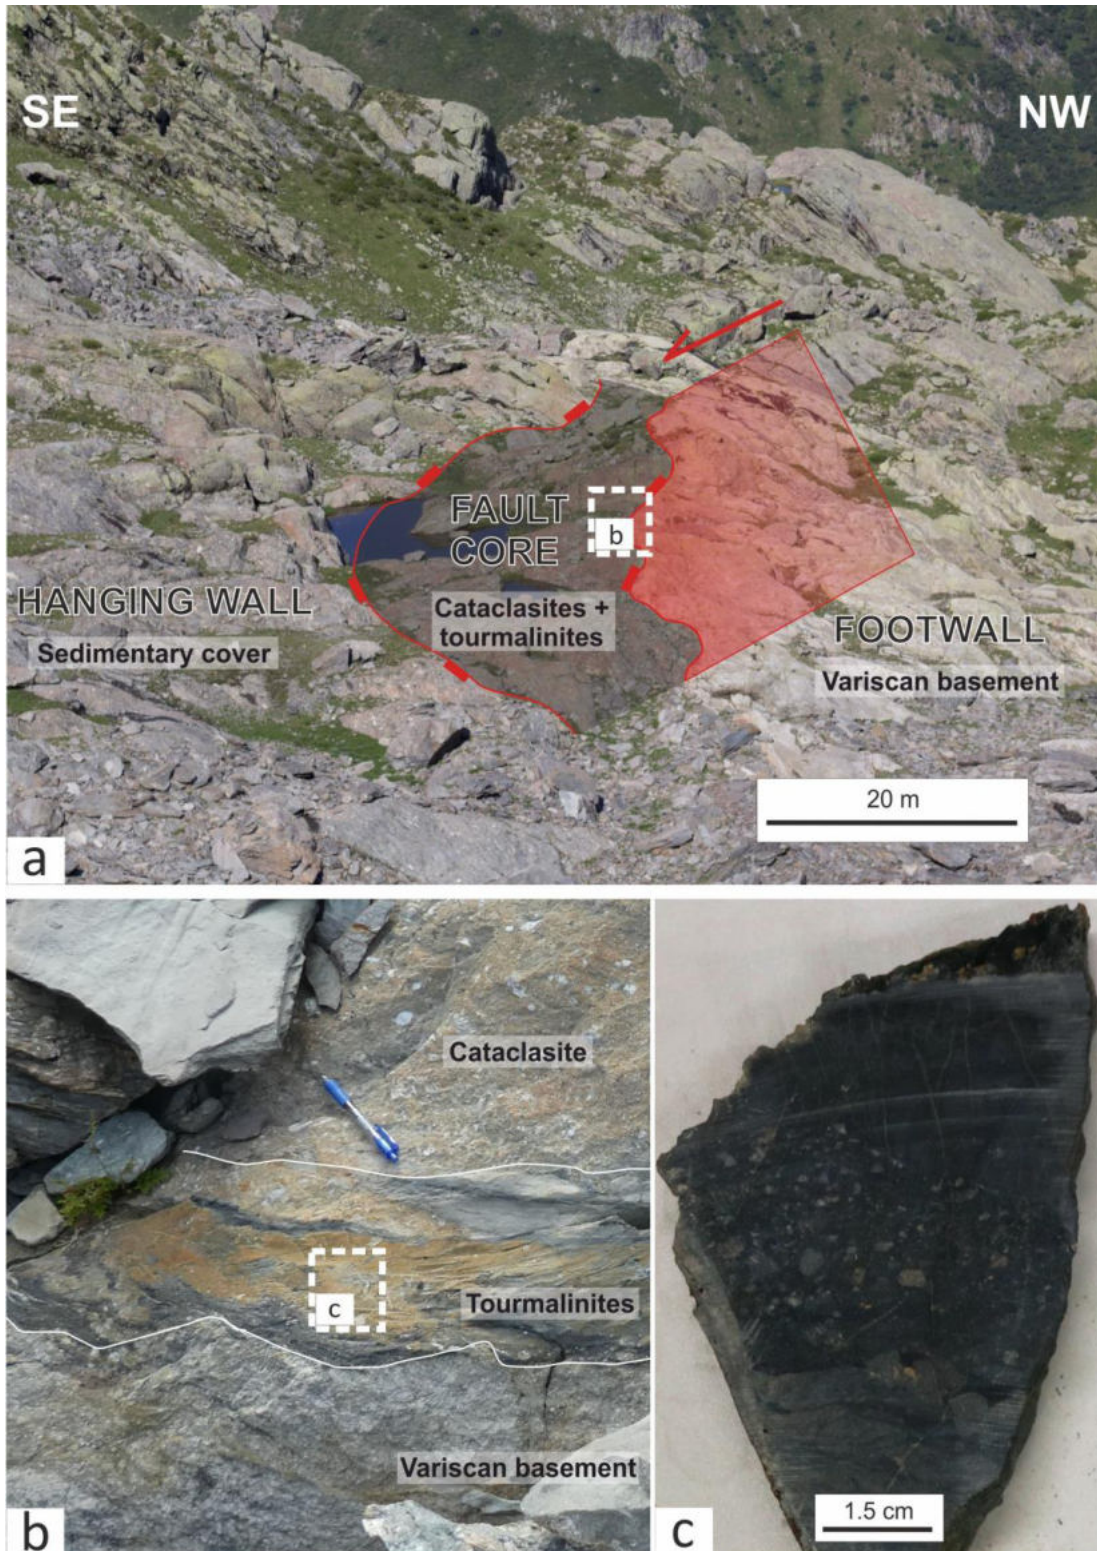 SE
NW
FAULT
CORE
b
HANGING WALL
Sedimentary cover
Cataclasites +
tourmalinites
FOOTWALL
Variscan basement
20 m
a
Cataclasite
c
Tourmalinites
Variscan basement
b
1.5 cm
c